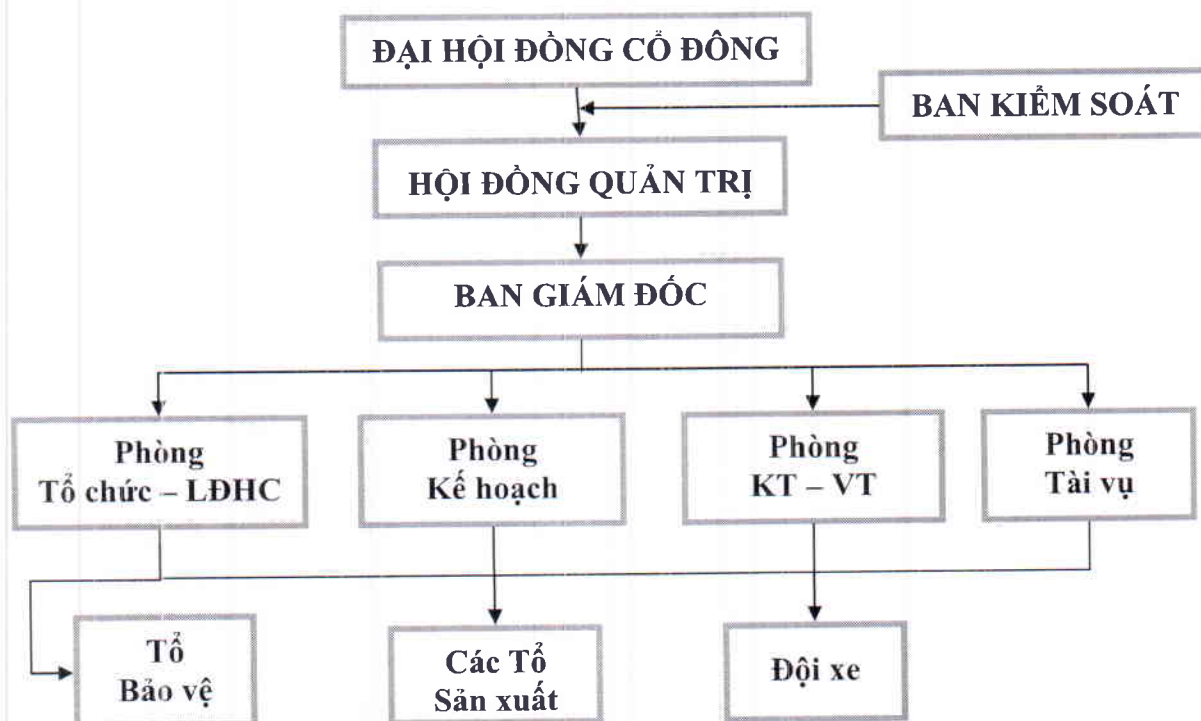 ĐẠI HỘI ĐỒNG CỔ ĐÔNG
BAN KIỂM SOÁT
HỘI ĐỒNG QUẢN TRỊ
BAN GIÁM ĐỐC
Phòng
Tổ chức – LĐHC
Phòng
Kế hoạch
Phòng
KT – VT
Phòng
Tài vụ
Tổ
Bảo vệ
Các Tổ
Sản xuất
Đội xe